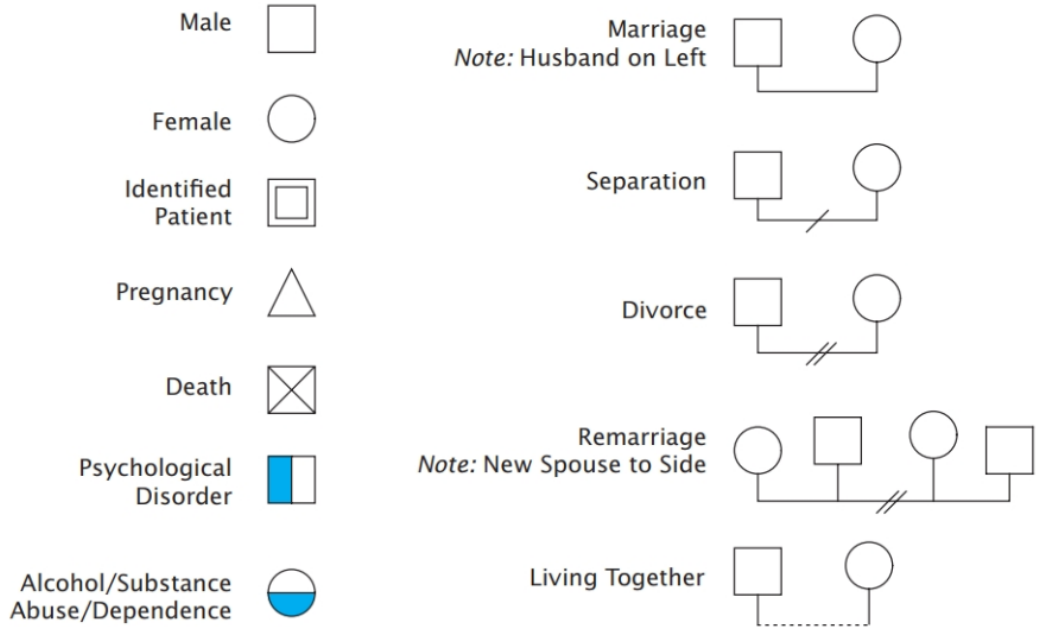 Male
Female
Identified
Patient
Pregnancy
Death
Psychological
Disorder
Alcohol/Substance
Abuse/Dependence
Marriage
Note: Husband on Left
Separation
Divorce
Remarriage
Note: New Spouse to Side
Living Together